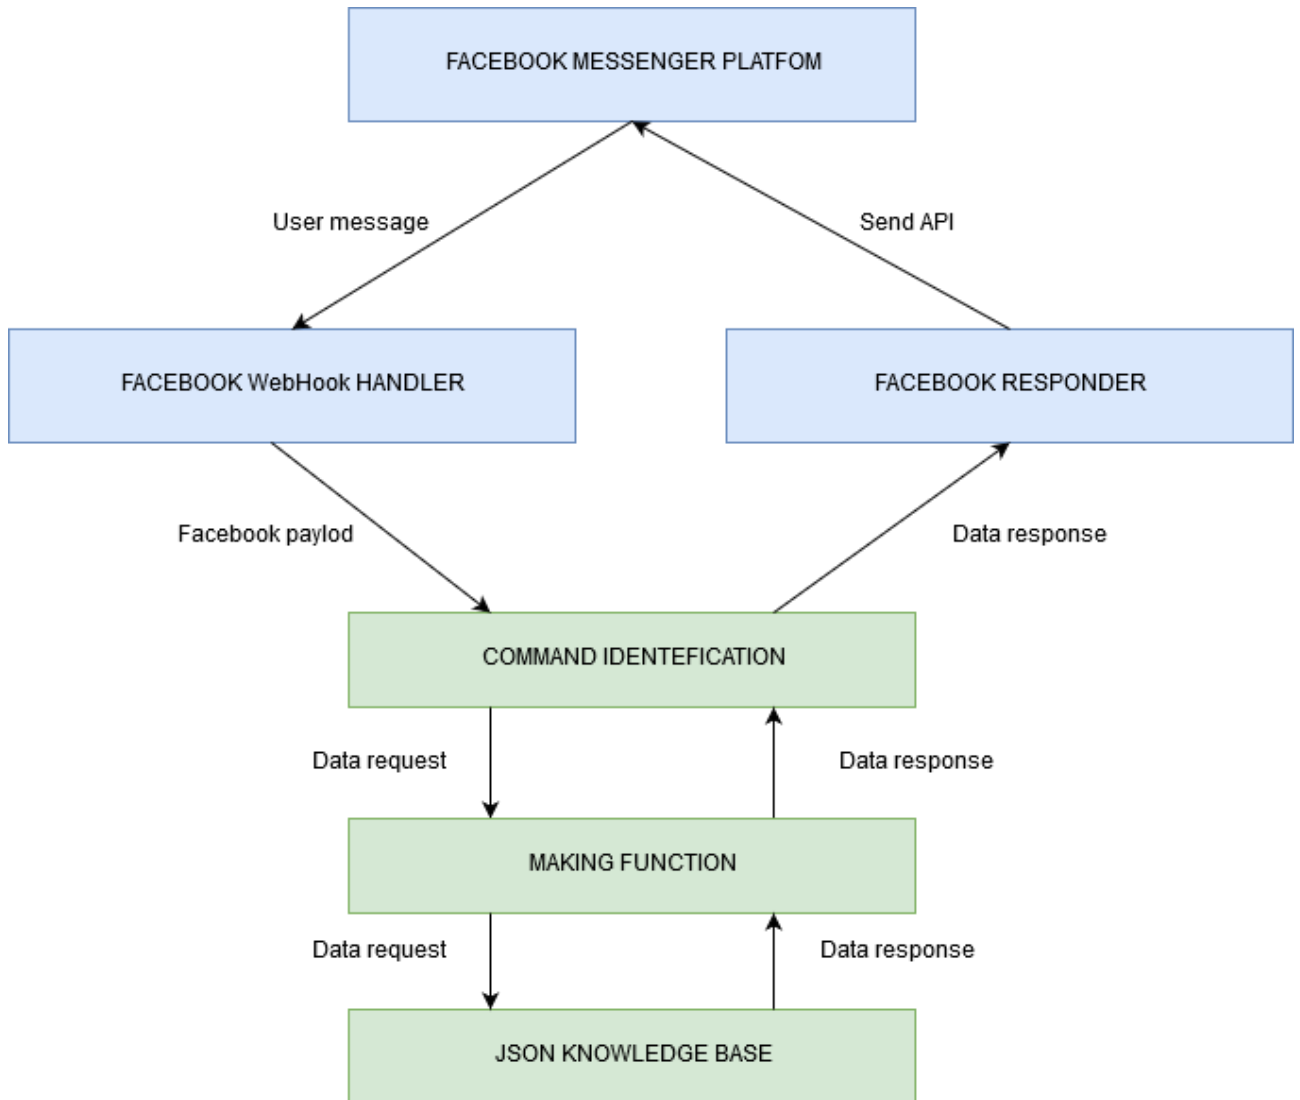 FACEBOOK MESSENGER PLATFOM
User message
Send API
FACEBOOK WebHook HANDLER
FACEBOOK RESPONDER
Facebook paylod
Data response
COMMAND IDENTEFICATION
Data request
Data response
MAKING FUNCTION
Data request
Data response
JSON KNOWLEDGE BASE